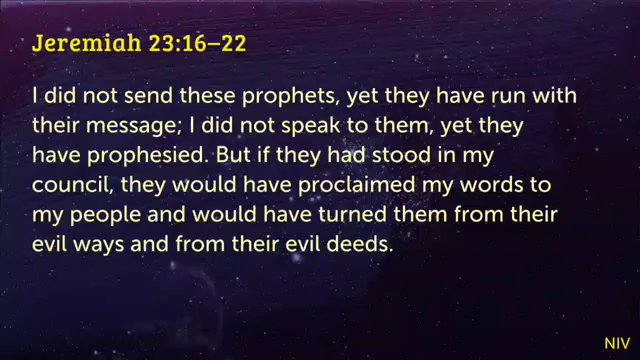 Jeremiah 23:16–22
I did not send these prophets, yet they have run with
their message; I did not speak to them, yet they
have prophesied. But if they had stood in my
council, they would have proclaimed my words to
my people and would have turned them from their
evil ways and from their evil deeds.
NIV